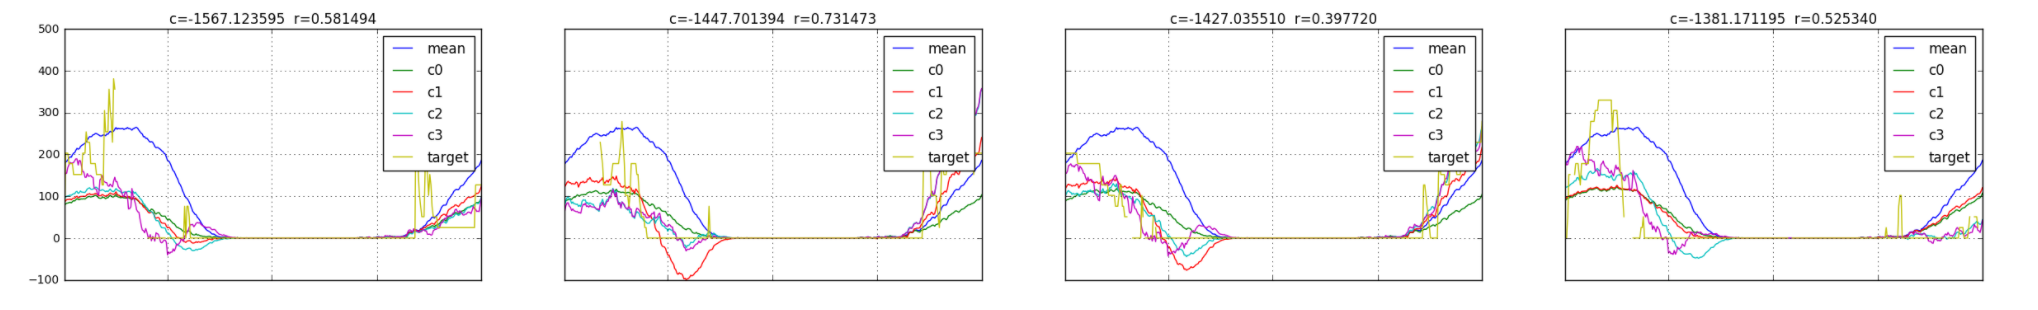 c=-1567.123595 r=0.581494
500
400
300
200
100
0
−100
mean
c0
c1
c2
c3
target
c=-1447.701394 r=0.731473
mean
c0
c1
c2
c3
target
c=-1427.035510 r=0.397720
mean
c0
c1
c2
c3
target
c=-1381.171195 r=0.525340
mean
c0
c1
c2
c3
target